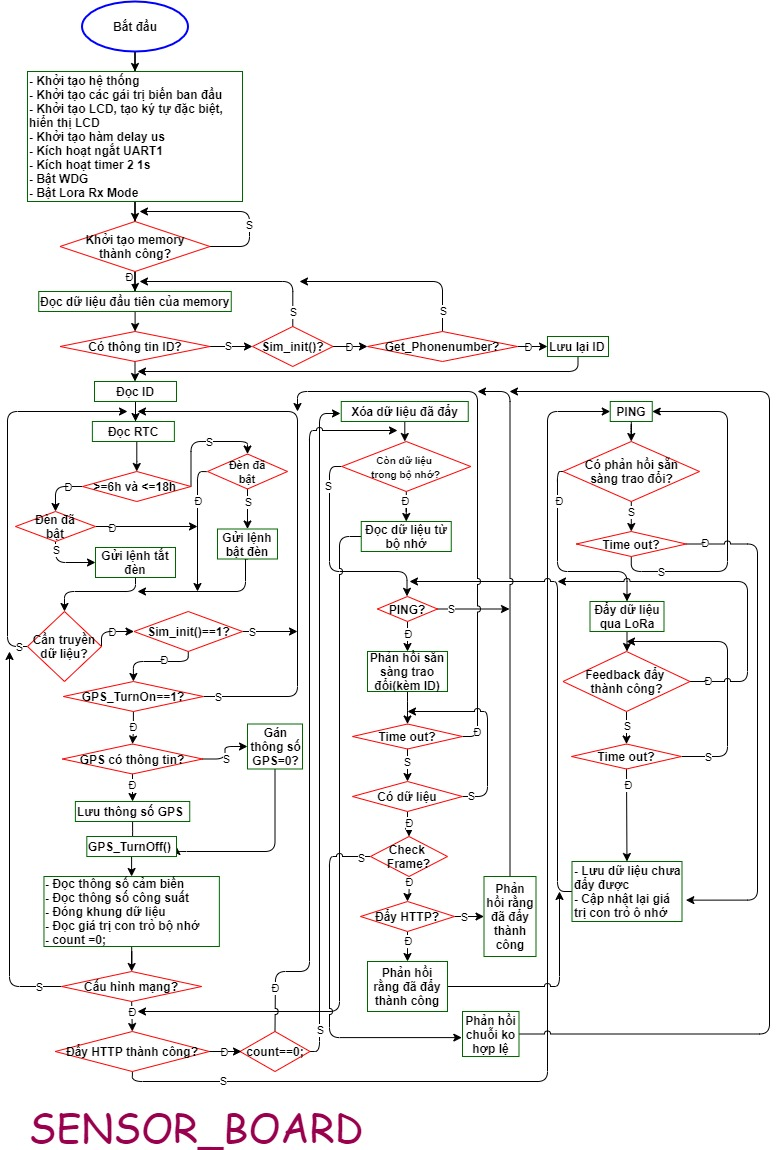 Bắt đầu
- Khởi tạo hệ thống
- Khởi tạo các gái trị biến ban đầu
- Khởi tạo LCD, tạo ký tự đặc biệt,
hiển thị LCD
- Khởi tạo hàm delay us
- Kích hoạt ngắt UART1
- Kích hoạt timer 2 1s
- Bật WDG
- Bật Lora Rx Mode
S
Khởi tạo memory
thành công?
Đ
Đọc dữ liệu đầu tiên của memory
S
S
Có thông tin ID?
S
Sim_init()?
Đ
Get_Phonenumber?
Đ
Lưu lại ID
Đ
Đọc ID
Đọc RTC
S
>=6h và <=18h
Đ
Đèn đã
bật
Đ
S
Đèn đã
bật
Đ
S
Gửi lệnh
bật đèn
Gửi lệnh tắt
đèn
Cần truyền
dữ liệu?
S
Đ
Sim_init()==1?
S
Đ
GPS_TurnOn==1?
S
Đ
GPS có thông tin?
S
Gán
thông số
GPS=0?
Đ
Lưu thông số GPS
GPS_TurnOff()
- Đọc thông số cảm biến
- Đọc thông số công suất
- Đóng khung dữ liệu
- Đọc giá trị con trỏ bộ nhớ
- count =0;
Cấu hình mạng?
S
Đ
Đẩy HTTP thành công?
Đ
count==0;
Đ
S
S
Xóa dữ liệu đã đẩy
Còn dữ liệu
trong bộ nhớ?
S
Đ
Đọc dữ liệu từ
bộ nhớ
PING?
S
Đ
Phản hồi sẵn
sàng trao
đổi(kèm ID)
Time out?
Đ
S
Có dữ liệu
S
Đ
Check
Frame?
S
Đ
Đẩy HTTP?
S
Phản
hồi rằng
đã đẩy
thành
công
Đ
Phản hồi
rằng đã đẩy
thành công
Phản hồi
chuỗi ko
hợp lệ
PING
Có phản hồi sẵn
sàng trao đổi?
Đ
S
Time out?
Đ
S
Đẩy dữ liệu
qua LoRa
Feedback đẩy
thành công?
Đ
S
Time out?
S
Đ
- Lưu dữ liệu chưa
đẩy được
- Cập nhật lại giá
trị con trỏ ô nhớ
SENSOR_BOARD